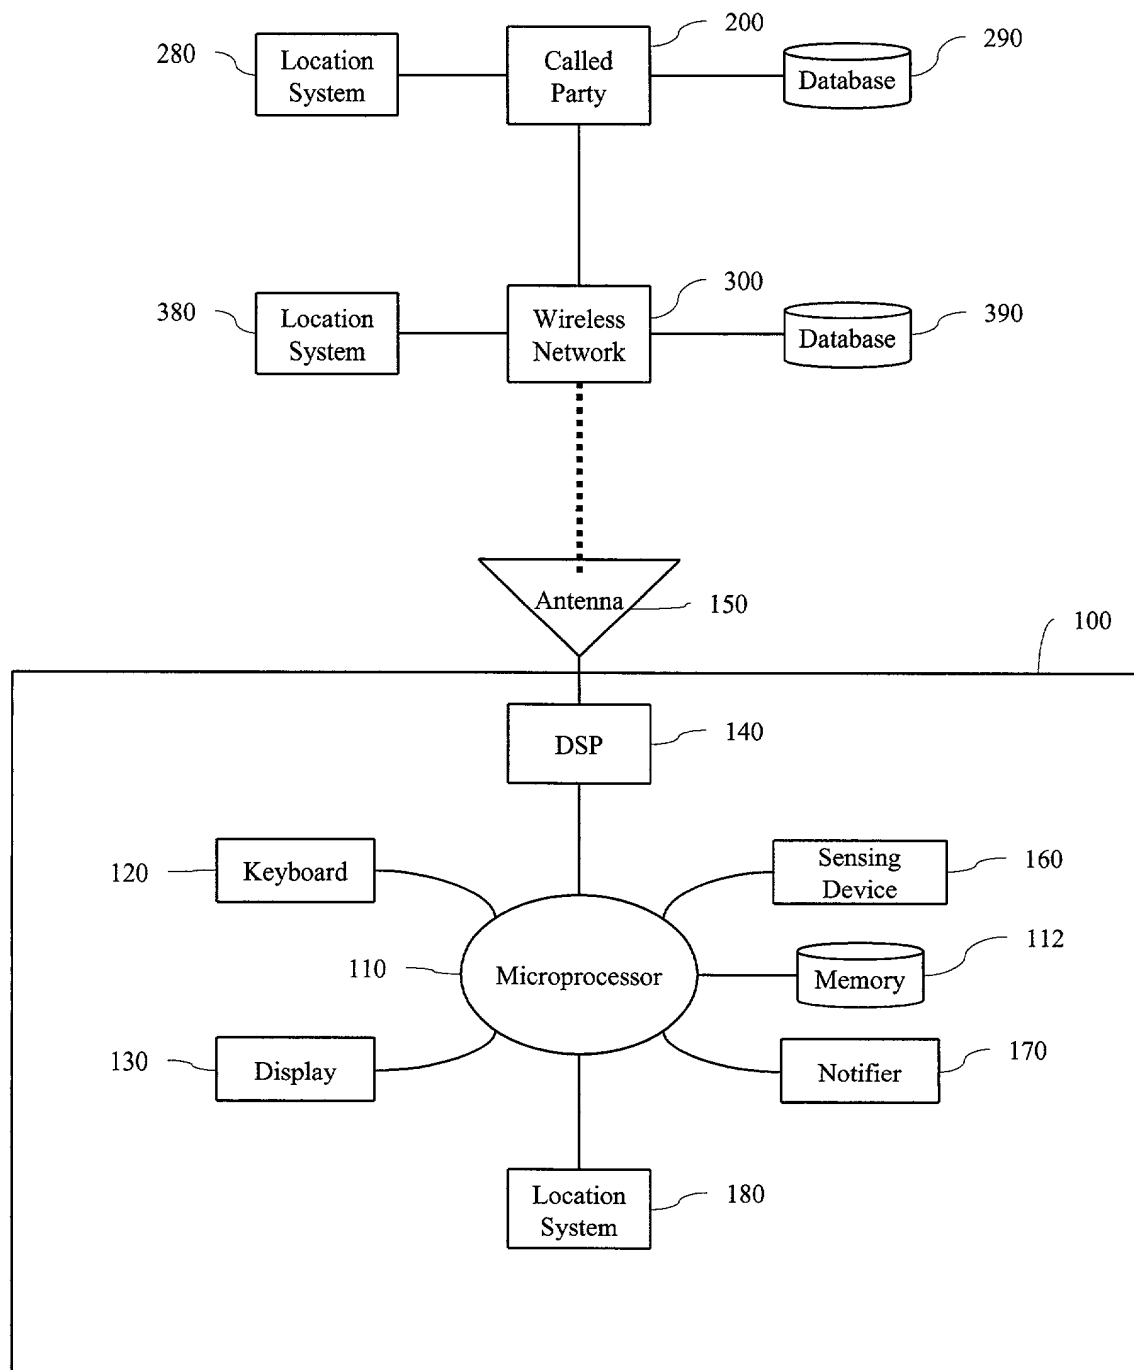 200
280
Location
System
Called
Party
Database
290
300
380
Location
System
Wireless
Network
Database
390
Antenna
150
100
DSP
140
120
Keyboard
Sensing
Device
160
110
Microprocessor
Memory
112
130
Display
Notifier
170
Location
System
180